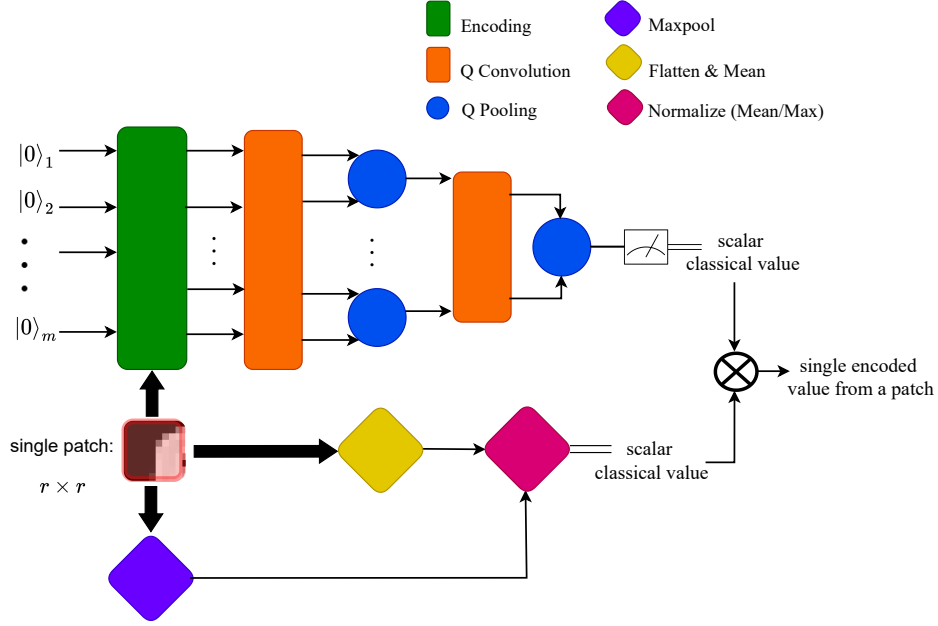 Encoding
Maxpool
Q Convolution
Flatten & Mean
Q Pooling
Normalize (Mean/Max)
|0⟩₁
|0⟩₂
|0⟩ₘ
scalar
classical value
single encoded
value from a patch
single patch:
r × r
scalar
classical value